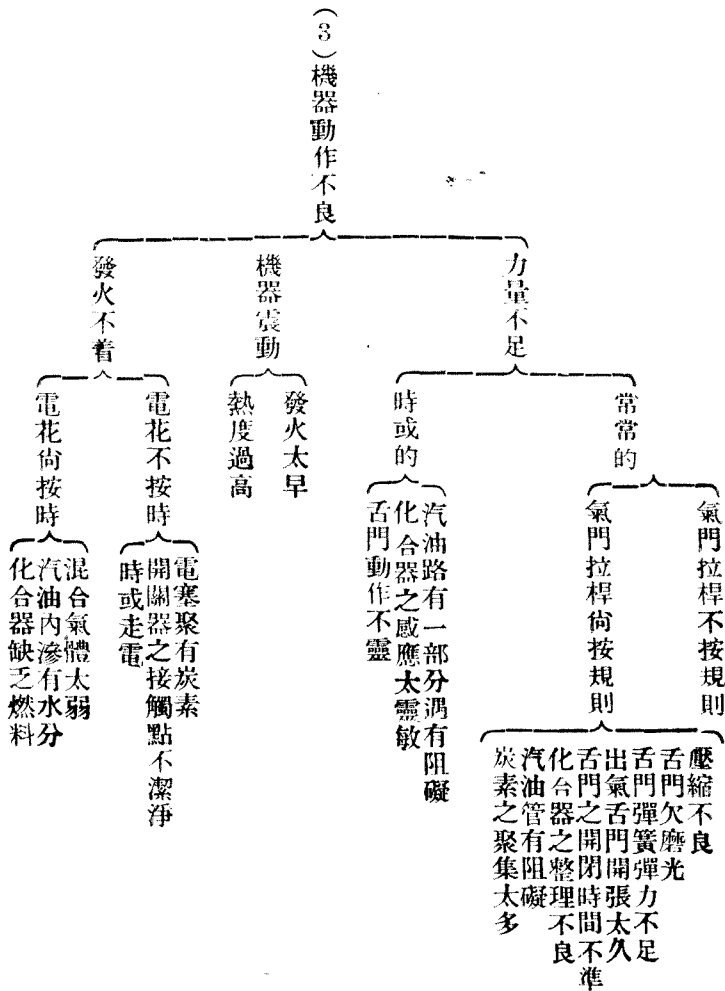 （3）機器動作不良
力量不足
機器震動
發火不着
常常的
時或的
發火太早
熱度過高
電花不按時
電花尙按時
氣門拉桿不按規則
氣門拉桿尙按規則
汽油路有一部分遇有阻礙
化合器之感應太靈敏
舌門動作不靈
電塞聚有炭素
開關器之接觸點不潔淨
時或走電
混合氣體太弱
汽油內滲有水分
化合器缺乏燃料
壓縮不良
舌門欠磨光
舌門彈簧彈力不足
出氣舌門開張太久
舌門之開閉時間不準
化合器之整理不良
汽油管有阻礙
炭素之聚集太多